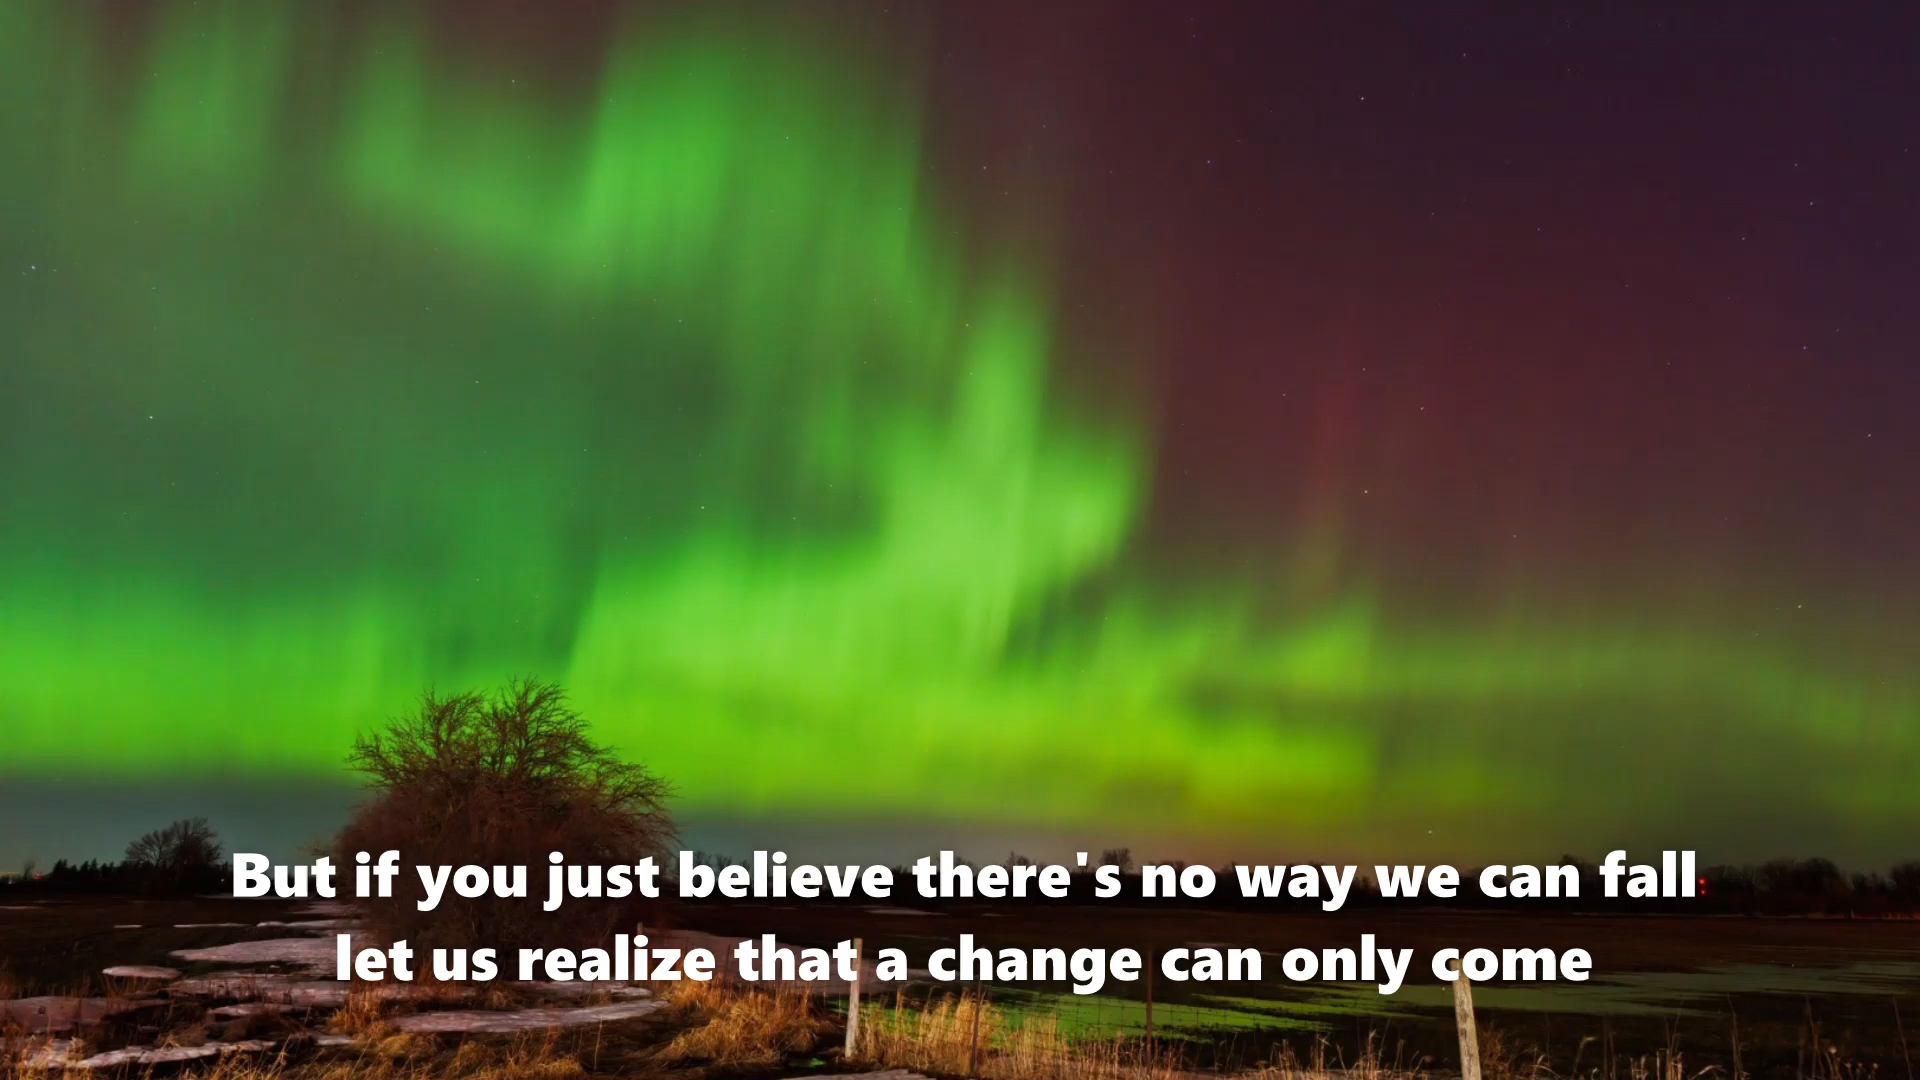 But if you just believe there's no way we can fall
let us realize that a change can only come